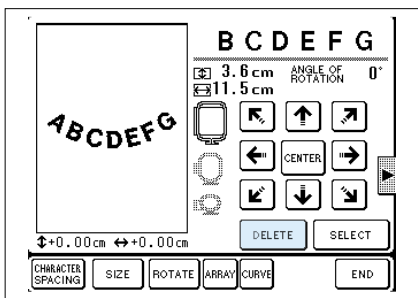 BCDEFG
3.6cm ANGLE OF ROTATION 0°
11.5cm
ABCDEFG
CENTER
+0.00cm ↔+0.00cm
DELETE SELECT
CHARACTER SPACING SIZE ROTATE ARRAY CURVE END